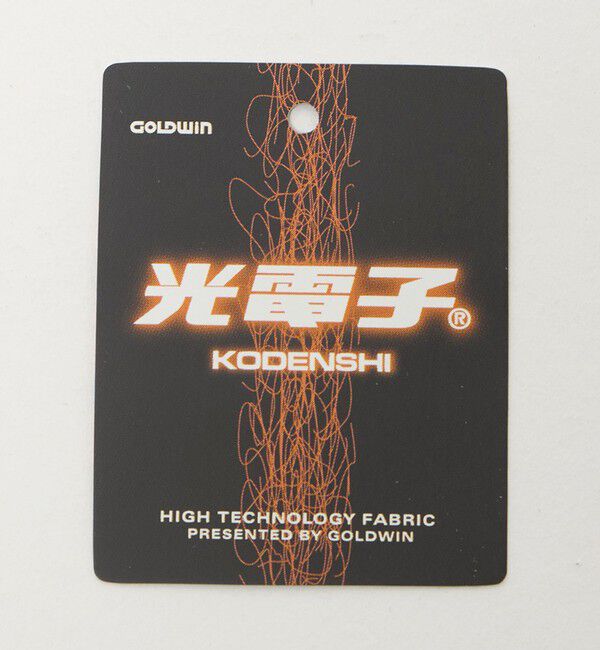 GOLDWIN
光電子®
KODENSHI
HIGH TECHNOLOGY FABRIC
PRESENTED BY GOLDWIN